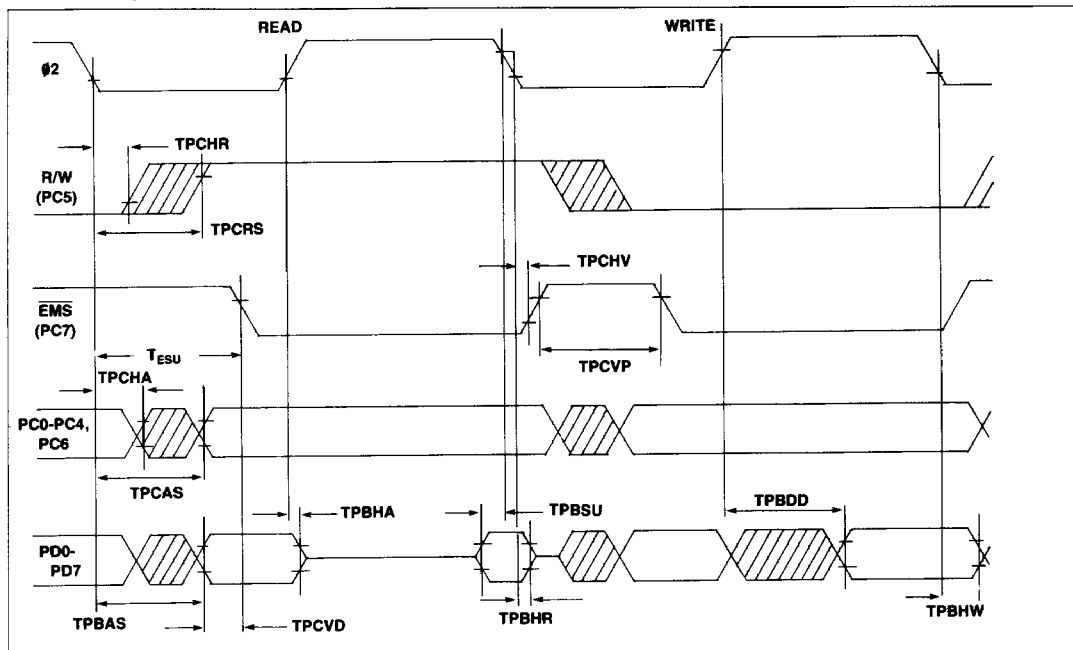 READ
WRITE
ø2
TPCHR
R/W
(PC5)
TPCRS
TPCHV
EMS
(PC7)
TESU
TPCVP
TPCHA
PC0-PC4,
PC6
TPCAS
TPBHA
TPBSU
TPBDD
PD0-
PD7
TPBAS
TPCVD
TPBHR
TPBHW